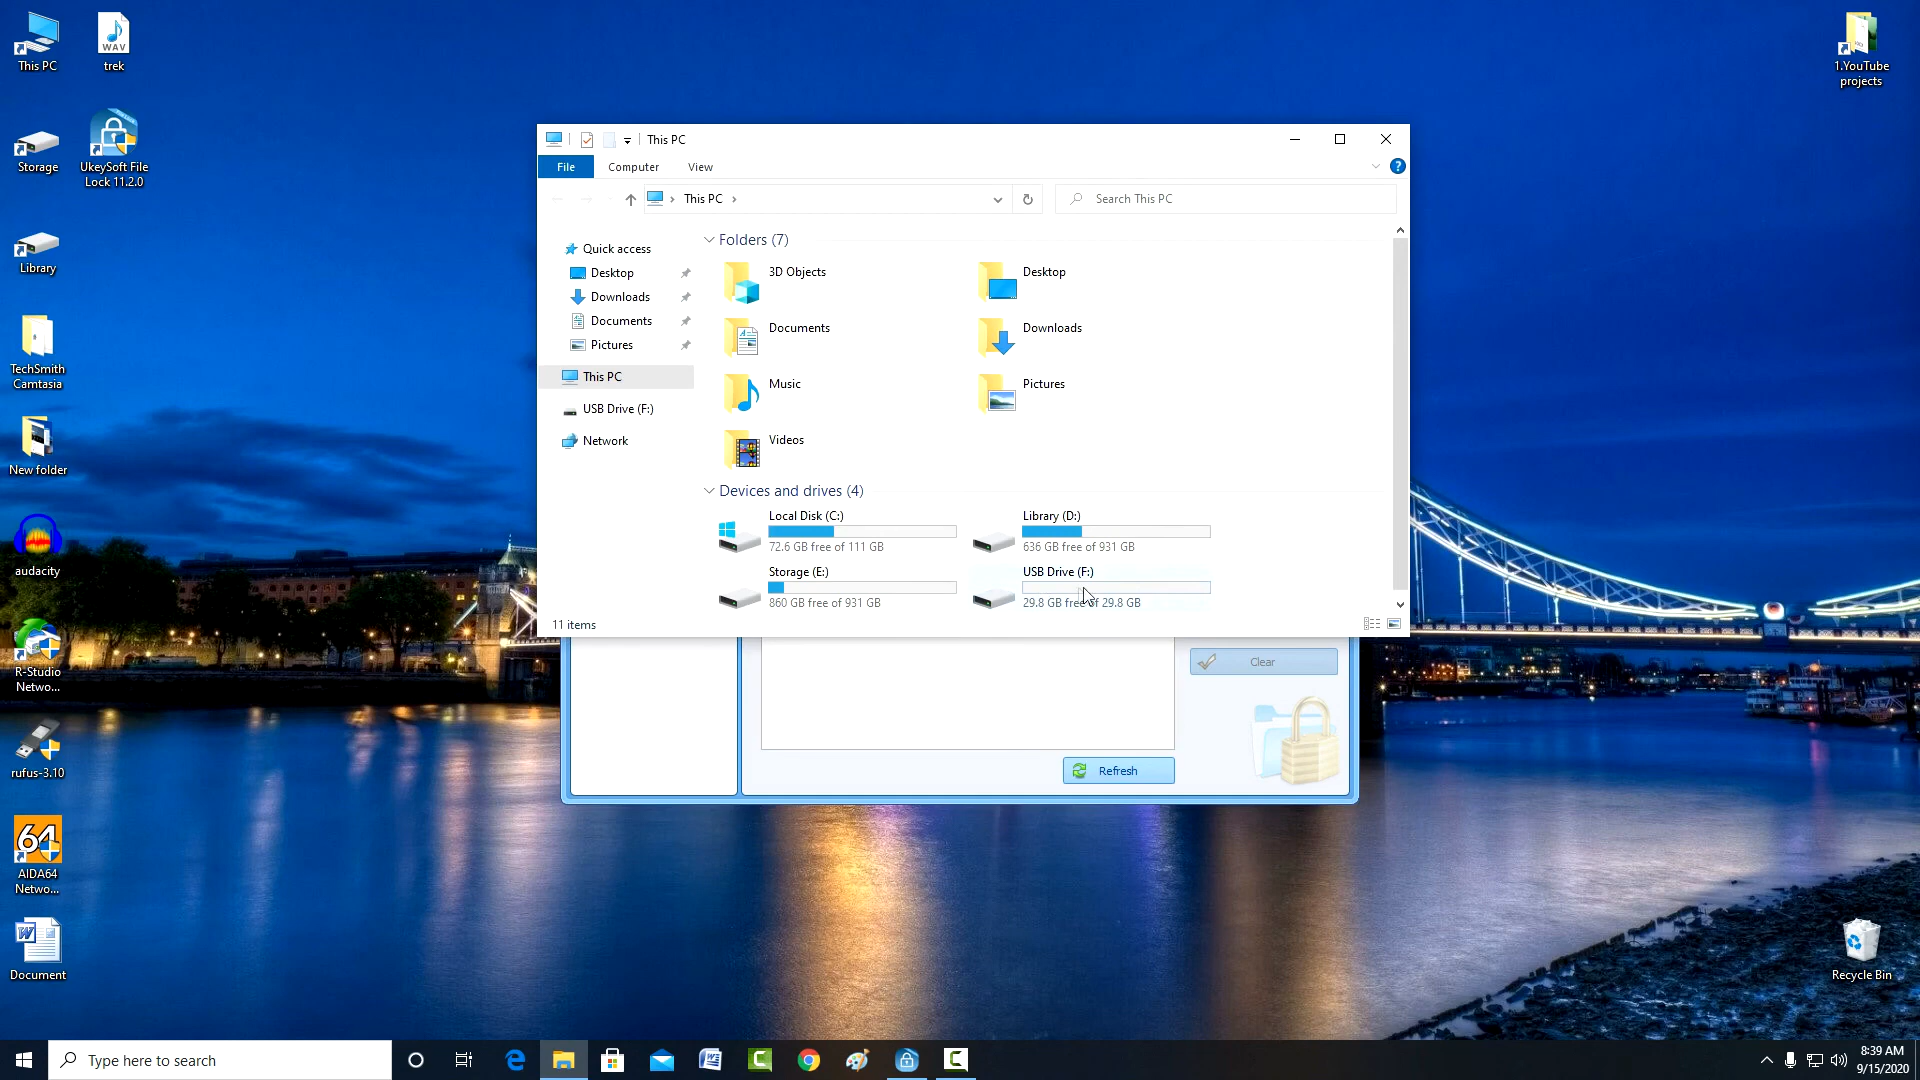 This PC
trek
1.YouTube
projects
Storage
UkeySoft File
Lock 11.2.0
Library
TechSmith
Camtasia
New folder
audacity
R-Studio
Netwo...
rufus-3.10
64
AIDA64
Netwo...
Document
Recycle Bin
WAV
This PC
File
Computer
View
This PC
Search This PC
Quick access
Desktop
Downloads
Documents
Pictures
This PC
USB Drive (F:)
Network
Folders (7)
3D Objects
Desktop
Documents
Downloads
Music
Pictures
Videos
Devices and drives (4)
Local Disk (C:)
72.6 GB free of 111 GB
Library (D:)
636 GB free of 931 GB
Storage (E:)
860 GB free of 931 GB
USB Drive (F:)
29.8 GB free of 29.8 GB
11 items
Clear
Refresh
Type here to search
8:39 AM
9/15/2020